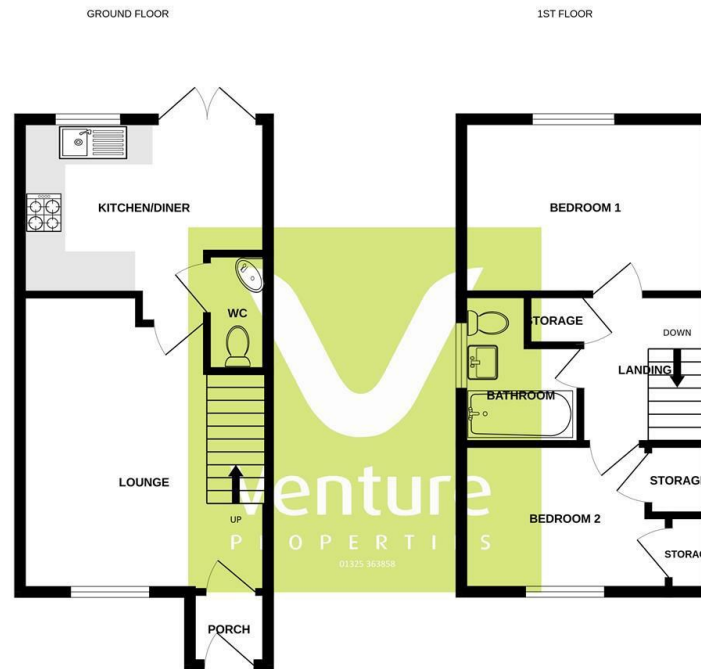 GROUND FLOOR
1ST FLOOR
KITCHEN/DINER
WC
LOUNGE
UP
PORCH
BEDROOM 1
STORAGE
DOWN
LANDING
BATHROOM
STORAGE
BEDROOM 2
STORAGE
venture
PROPERTIES
01325 363858